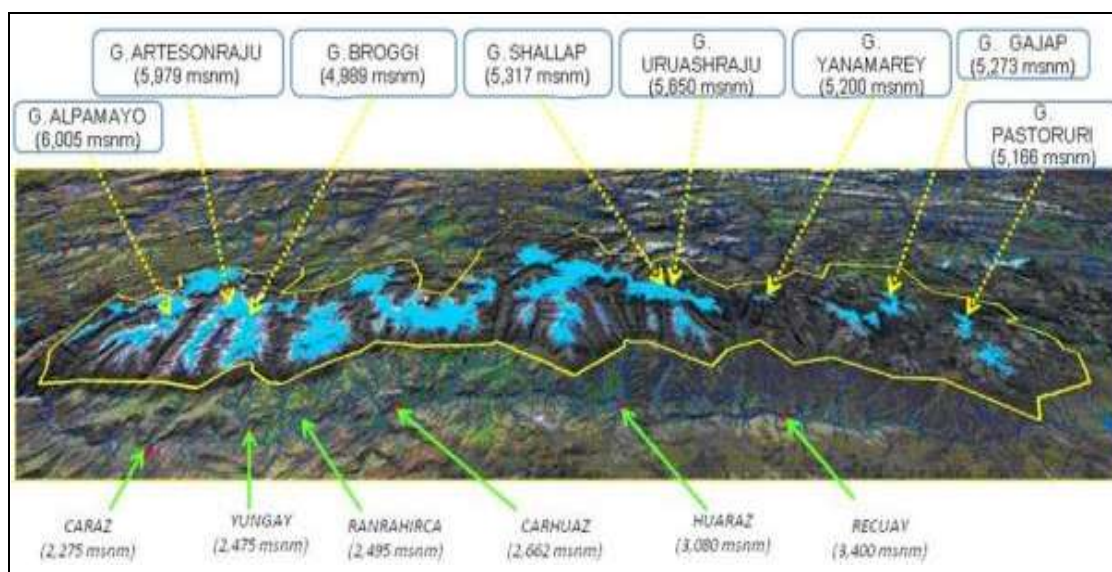 G. ARTESONRAJU
(5,979 msnm)
G. BROGGI
(4,989 msnm)
G. SHALLAP
(5,317 msnm)
G.
URUASHRAJU
(5,650 msnm)
G.
YANAMAREY
(5,200 msnm)
G. GAJAP
(5,273 msnm)
G. ALPAMAYO
(6,005 msnm)
G.
PASTORURI
(5,166 msnm)
CARAZ
(2,275 msnm)
YUNGAY
(2,475 msnm)
RANRAHIRCA
(2,495 msnm)
CARHUAZ
(2,662 msnm)
HUARAZ
(3,080 msnm)
RECUAY
(3,400 msnm)